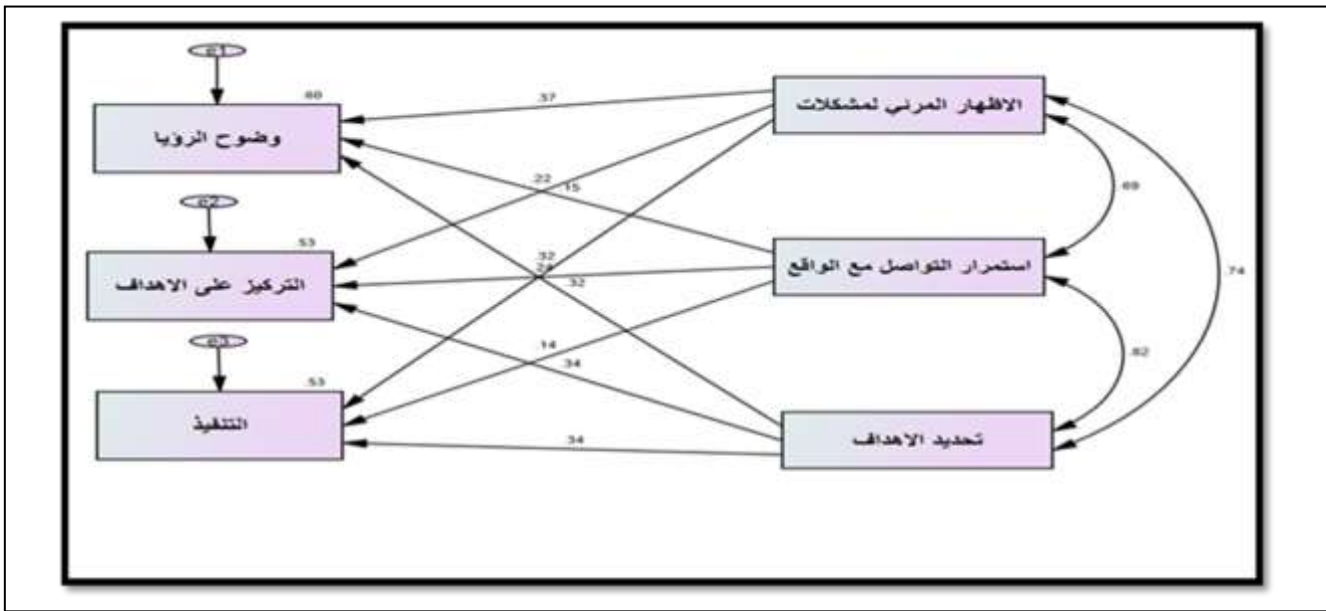 e1
.60
وضوح الرؤيا
.37
الاظهار المرئي لمشكلات
e2
.53
التركيز على الاهداف
.22
.15
.69
.32
.32
استمرار التواصل مع الواقع
.74
e3
.53
التنفيذ
.14
.34
.82
.34
تحديد الاهداف